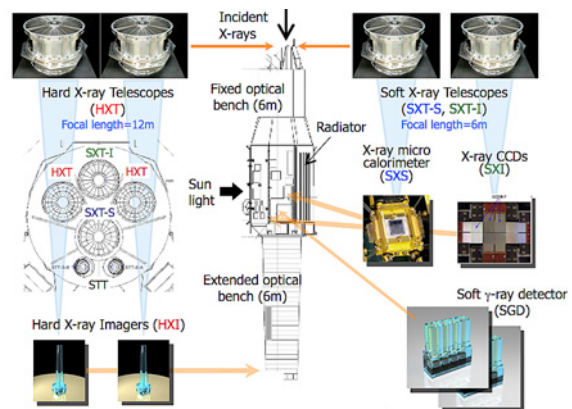 Incident
X-rays
Hard X-ray Telescopes
(HXT)
Focal length=12m
Fixed optical
bench (6m)
Soft X-ray Telescopes
(SXT-S, SXT-I)
Focal length=6m
Radiator
X-ray micro
calorimeter
(SXS)
X-ray CCDs
(SXI)
SXT-I
HXT
HXT
SXT-S
STT
Sun
light
Extended optical
bench (6m)
Soft γ-ray detector
(SGD)
Hard X-ray Imagers (HXI)